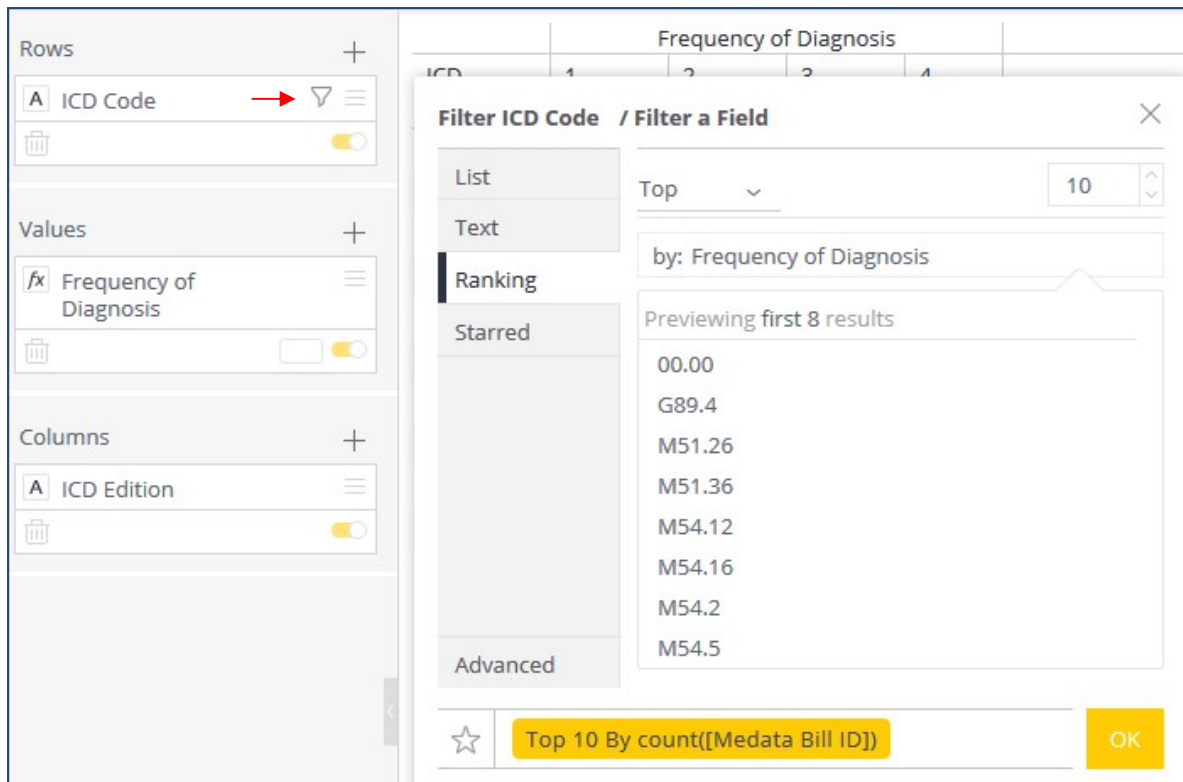 Rows
A ICD Code
Values
fx Frequency of
Diagnosis
Columns
A ICD Edition
Frequency of Diagnosis
ICD 1 2 3 4
Filter ICD Code / Filter a Field
List
Text
Ranking
Starred
Advanced
Top 10
by: Frequency of Diagnosis
Previewing first 8 results
00.00
G89.4
M51.26
M51.36
M54.12
M54.16
M54.2
M54.5
Top 10 By count([Medata Bill ID])
OK